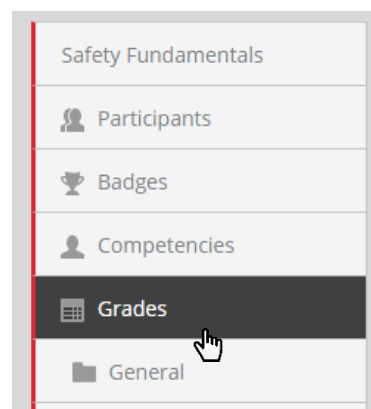 Safety Fundamentals
Participants
Badges
Competencies
Grades
General